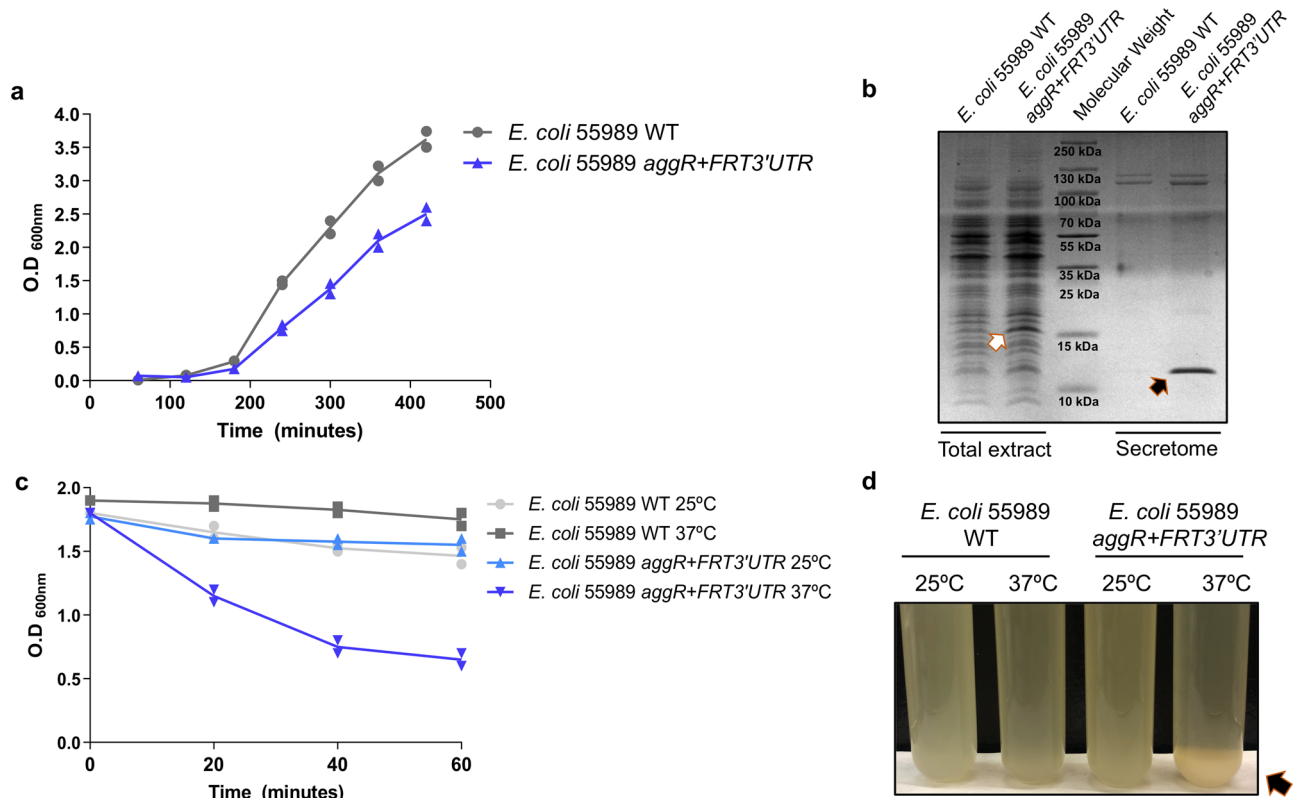 a
4.0
3.5
3.0
2.5
2.0
1.5
1.0
0.5
0.0
O.D 600nm
0 100 200 300 400 500
Time (minutes)
E. coli 55989 WT
E. coli 55989 aggR+FRT3'UTR
b
E. coli 55989 WT
E. coli 55989
aggR+FRT3'UTR
Molecular Weight
E. coli 55989 WT
E. coli 55989
aggR+FRT3'UTR
250 kDa
130 kDa
100 kDa
70 kDa
55 kDa
35 kDa
25 kDa
15 kDa
10 kDa
Total extract
Secretome
c
2.0
1.5
1.0
0.5
0.0
O.D 600nm
0 20 40 60
Time (minutes)
E. coli 55989 WT 25ºC
E. coli 55989 WT 37ºC
E. coli 55989 aggR+FRT3'UTR 25ºC
E. coli 55989 aggR+FRT3'UTR 37ºC
d
E. coli 55989
WT
E. coli 55989
aggR+FRT3’UTR
25ºC 37ºC 25ºC 37ºC